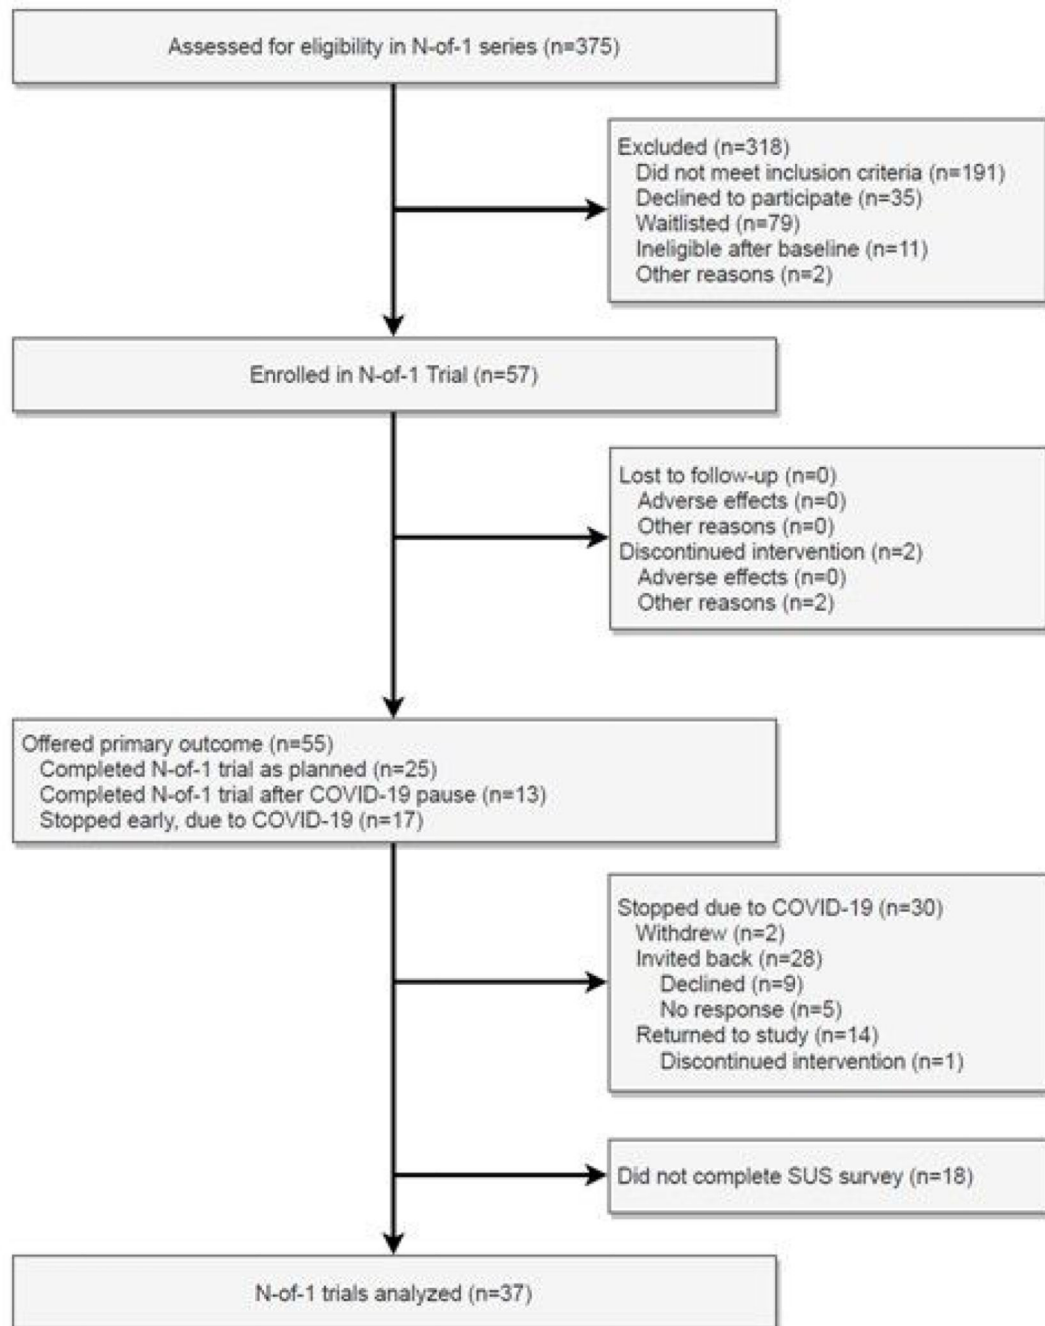 Assessed for eligibility in N-of-1 series (n=375)
Excluded (n=318)
Did not meet inclusion criteria (n=191)
Declined to participate (n=35)
Waitlisted (n=79)
Ineligible after baseline (n=11)
Other reasons (n=2)
Enrolled in N-of-1 Trial (n=57)
Lost to follow-up (n=0)
Adverse effects (n=0)
Other reasons (n=0)
Discontinued intervention (n=2)
Adverse effects (n=0)
Other reasons (n=2)
Offered primary outcome (n=55)
Completed N-of-1 trial as planned (n=25)
Completed N-of-1 trial after COVID-19 pause (n=13)
Stopped early, due to COVID-19 (n=17)
Stopped due to COVID-19 (n=30)
Withdrew (n=2)
Invited back (n=28)
Declined (n=9)
No response (n=5)
Returned to study (n=14)
Discontinued intervention (n=1)
Did not complete SUS survey (n=18)
N-of-1 trials analyzed (n=37)